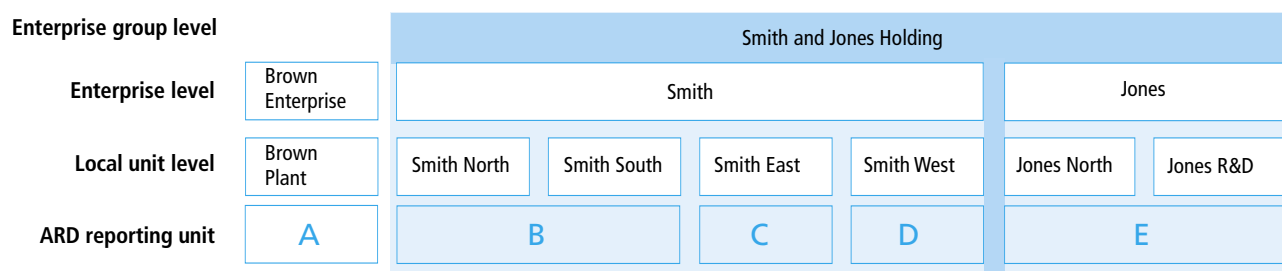 Enterprise group level
Smith and Jones Holding
Enterprise level
Brown
Enterprise
Smith
Jones
Local unit level
Brown
Plant
Smith North
Smith South
Smith East
Smith West
Jones North
Jones R&D
ARD reporting unit
A
B
C
D
E